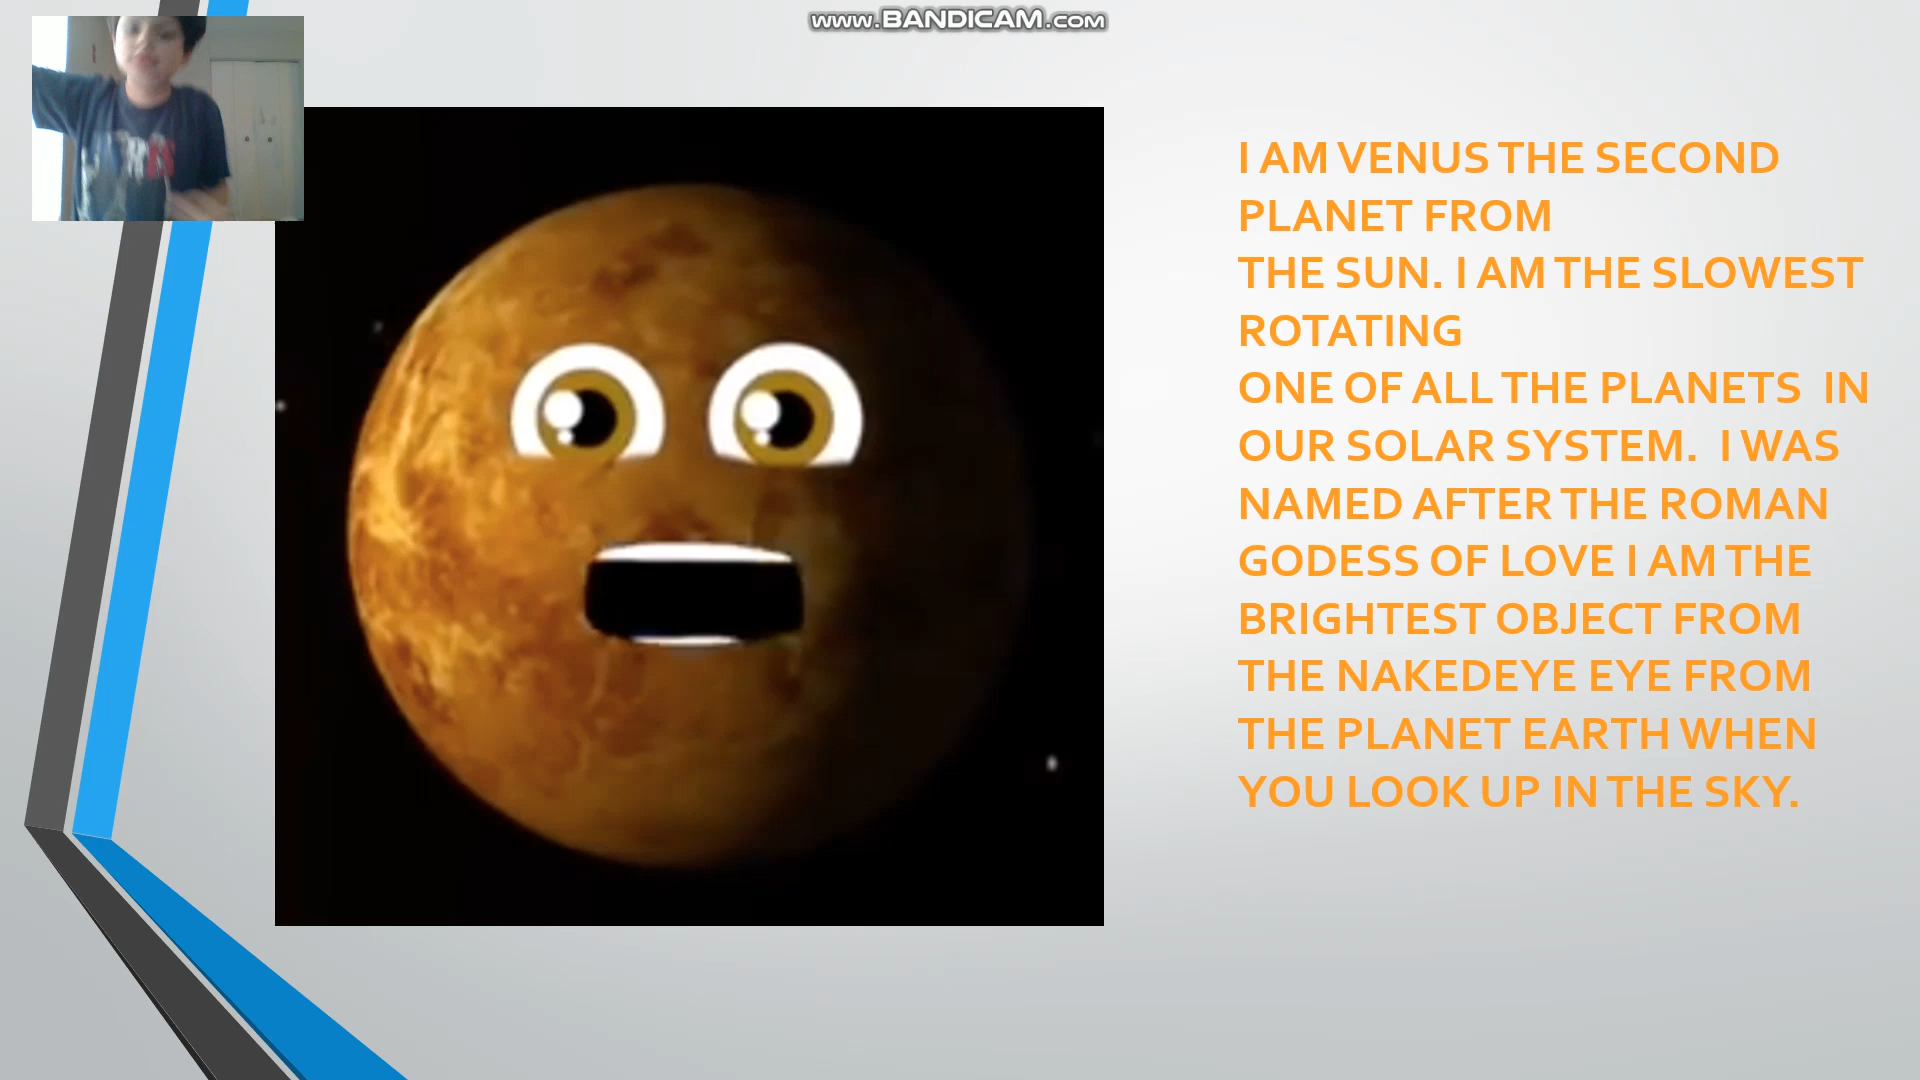 www.BANDICAM.com
I AM VENUS THE SECOND
PLANET FROM
THE SUN. I AM THE SLOWEST
ROTATING
ONE OF ALL THE PLANETS  IN
OUR SOLAR SYSTEM.  I WAS
NAMED AFTER THE ROMAN
GODESS OF LOVE I AM THE
BRIGHTEST OBJECT FROM
THE NAKEDEYE EYE FROM
THE PLANET EARTH WHEN
YOU LOOK UP IN THE SKY.